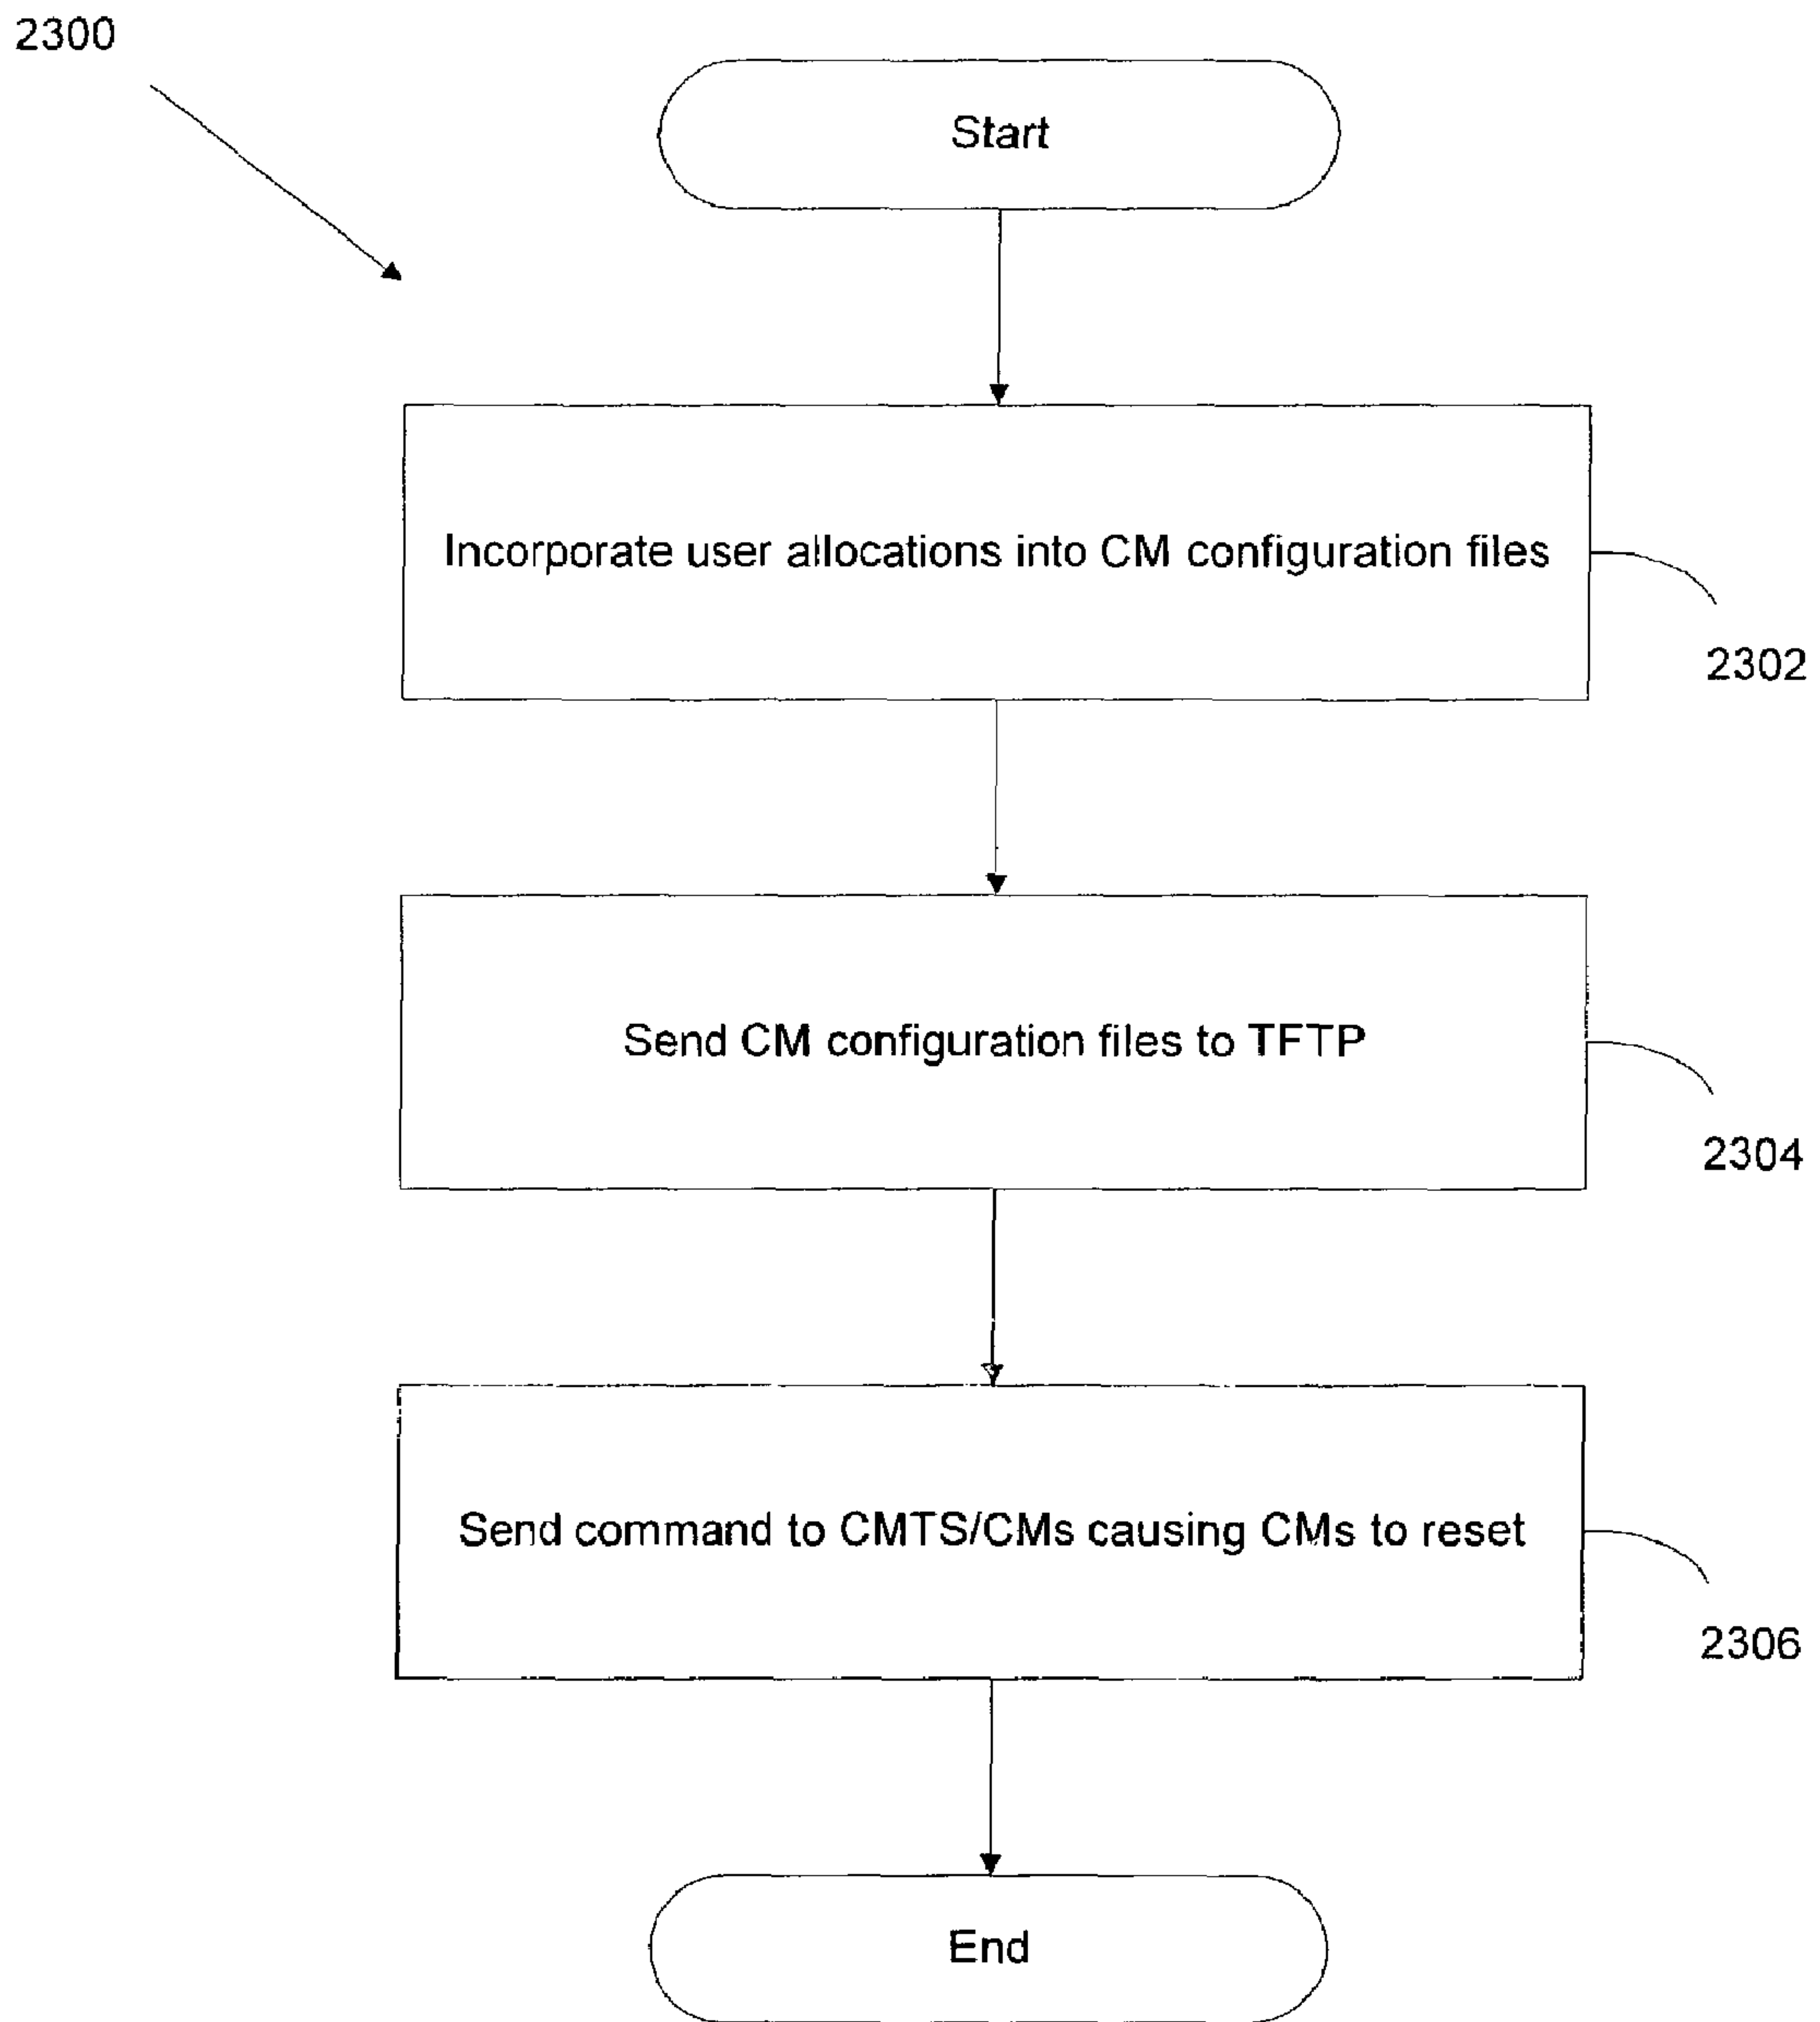 2300
Start
Incorporate user allocations into CM configuration files
2302
Send CM configuration files to TFTP
2304
Send command to CMTS/CMs causing CMs to reset
2306
End